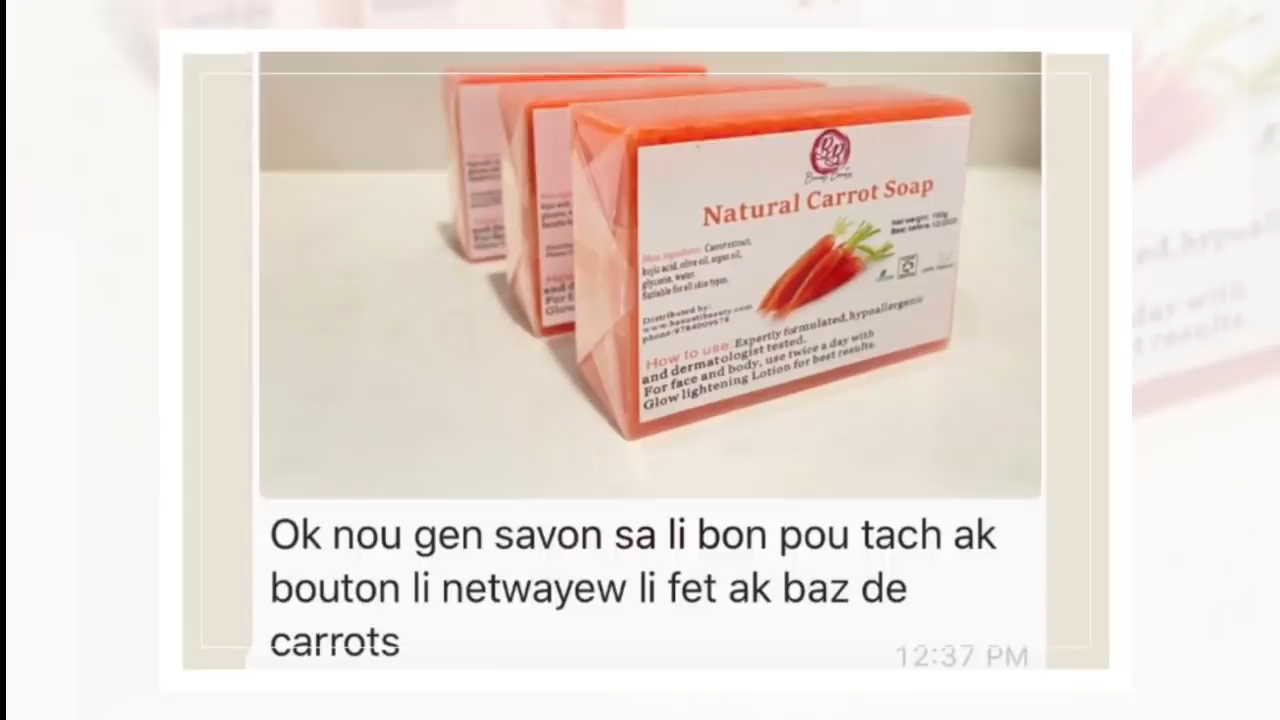 Natural Carrot Soap
Main ingredients: Carrot extract,
kojic acid, olive oil, argan oil,
glycerin, water.
Suitable for all skin types.
Net weight:
Distributed by:
How to use Expertly formulated, hypoallergenic
and dermatologist tested.
For face and body, use twice a day with
Glow lightening Lotion for best results.
Ok nou gen savon sa li bon pou tach ak
bouton li netwayew li fet ak baz de
carrots
12:37 PM